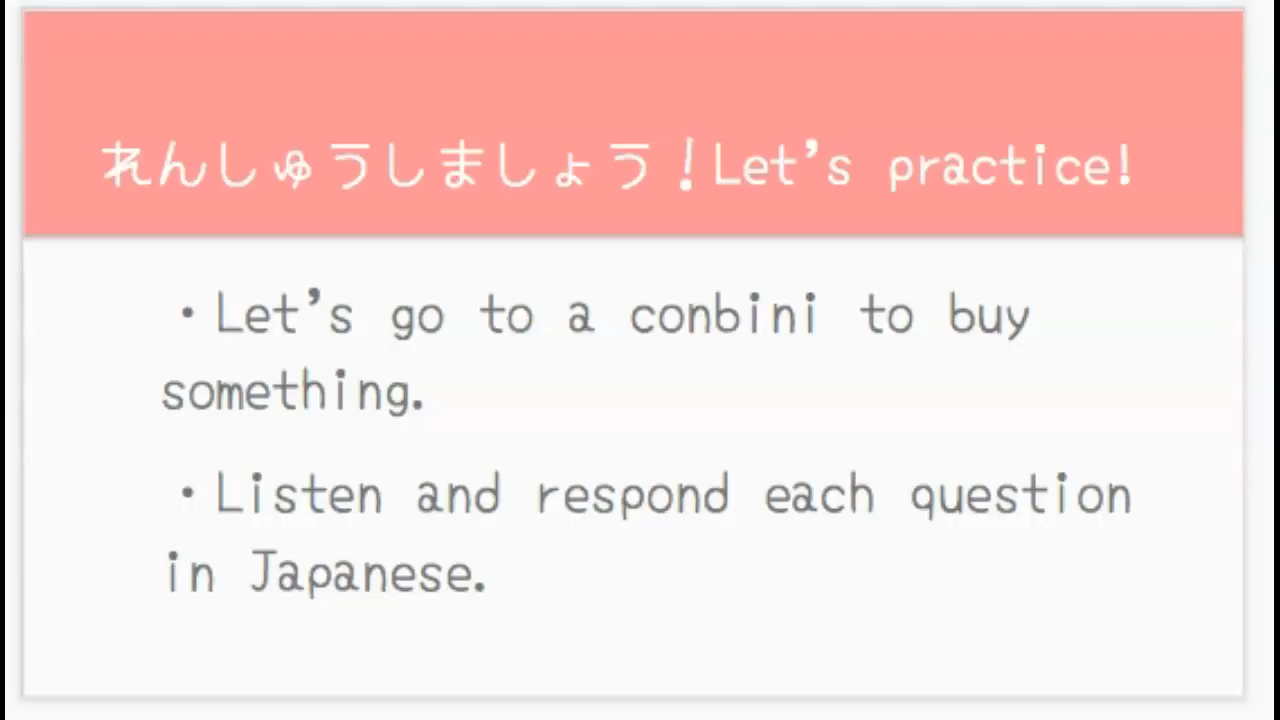 れんしゅうしましょう！Let's practice!
・Let's go to a conbini to buy
something.
・Listen and respond each question
in Japanese.